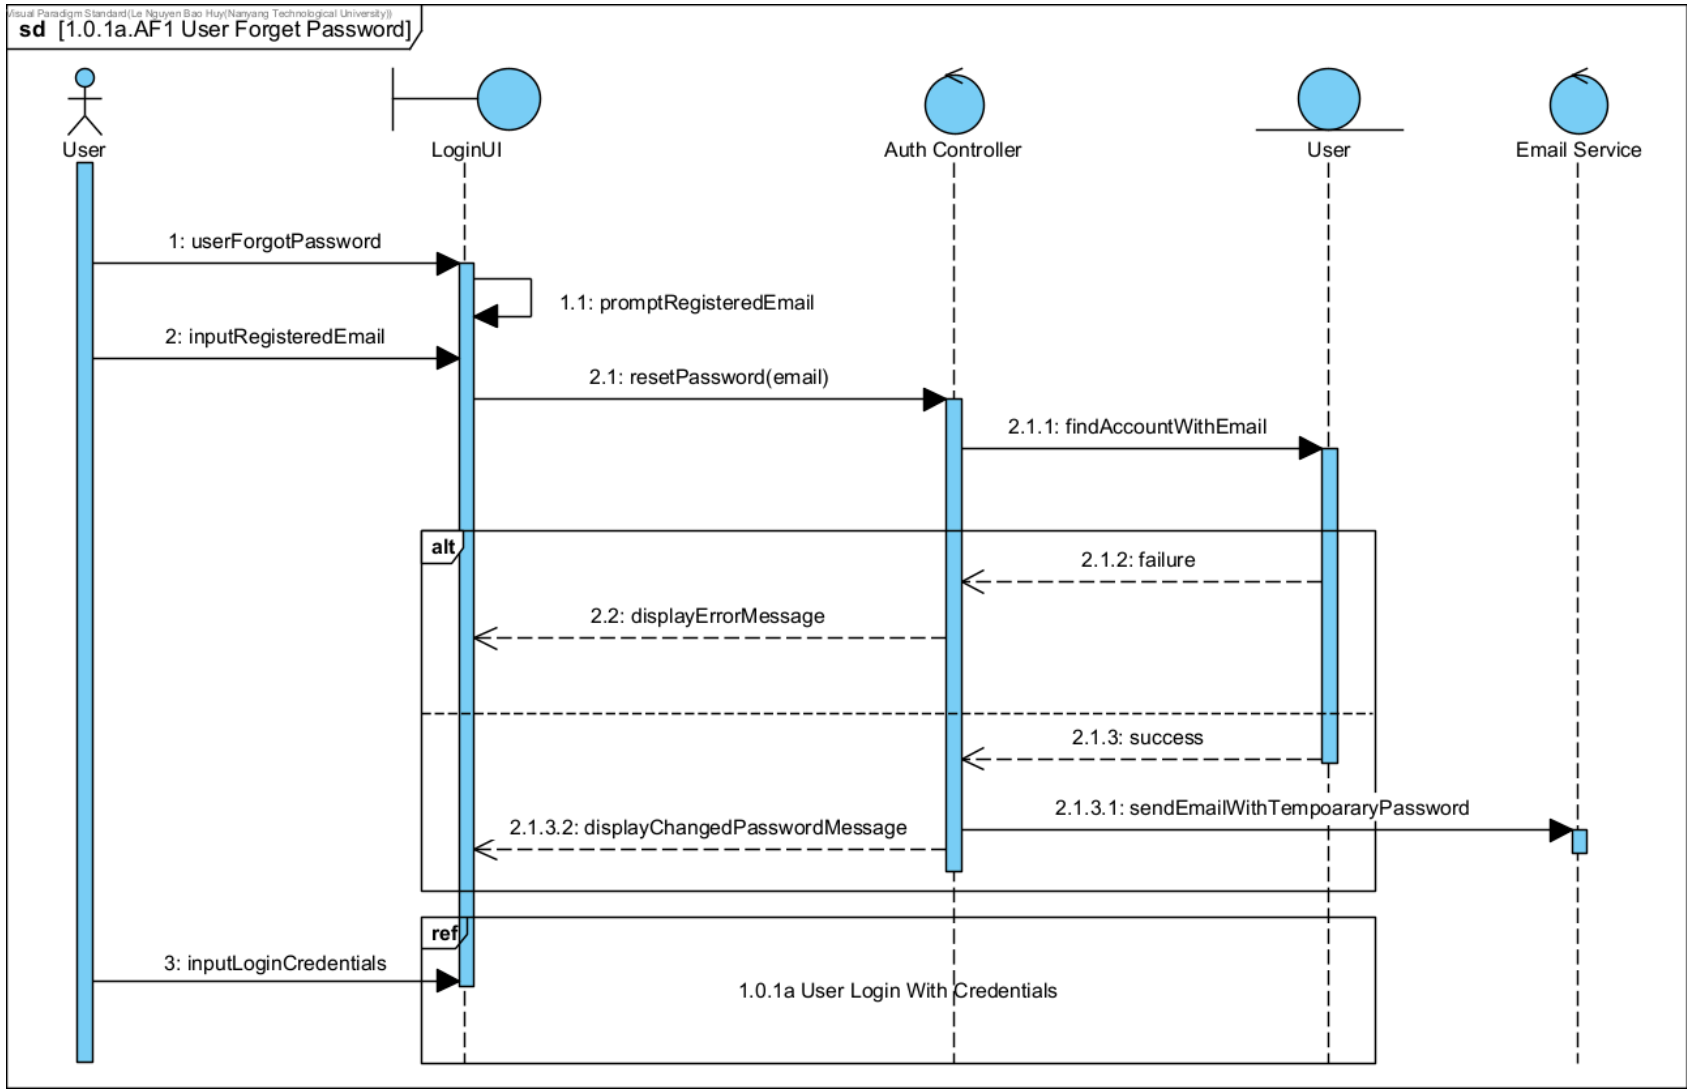 Visual Paradigm Standard(Le Nguyen Bao Huy(Nanyang Technological University))
sd [1.0.1a.AF1 User Forget Password]
User
LoginUI
Auth Controller
User
Email Service
1: userForgotPassword
1.1: promptRegisteredEmail
2: inputRegisteredEmail
2.1: resetPassword(email)
2.1.1: findAccountWithEmail
alt
2.1.2: failure
2.2: displayErrorMessage
2.1.3: success
2.1.3.1: sendEmailWithTempoararyPassword
2.1.3.2: displayChangedPasswordMessage
ref
3: inputLoginCredentials
1.0.1a User Login With Credentials